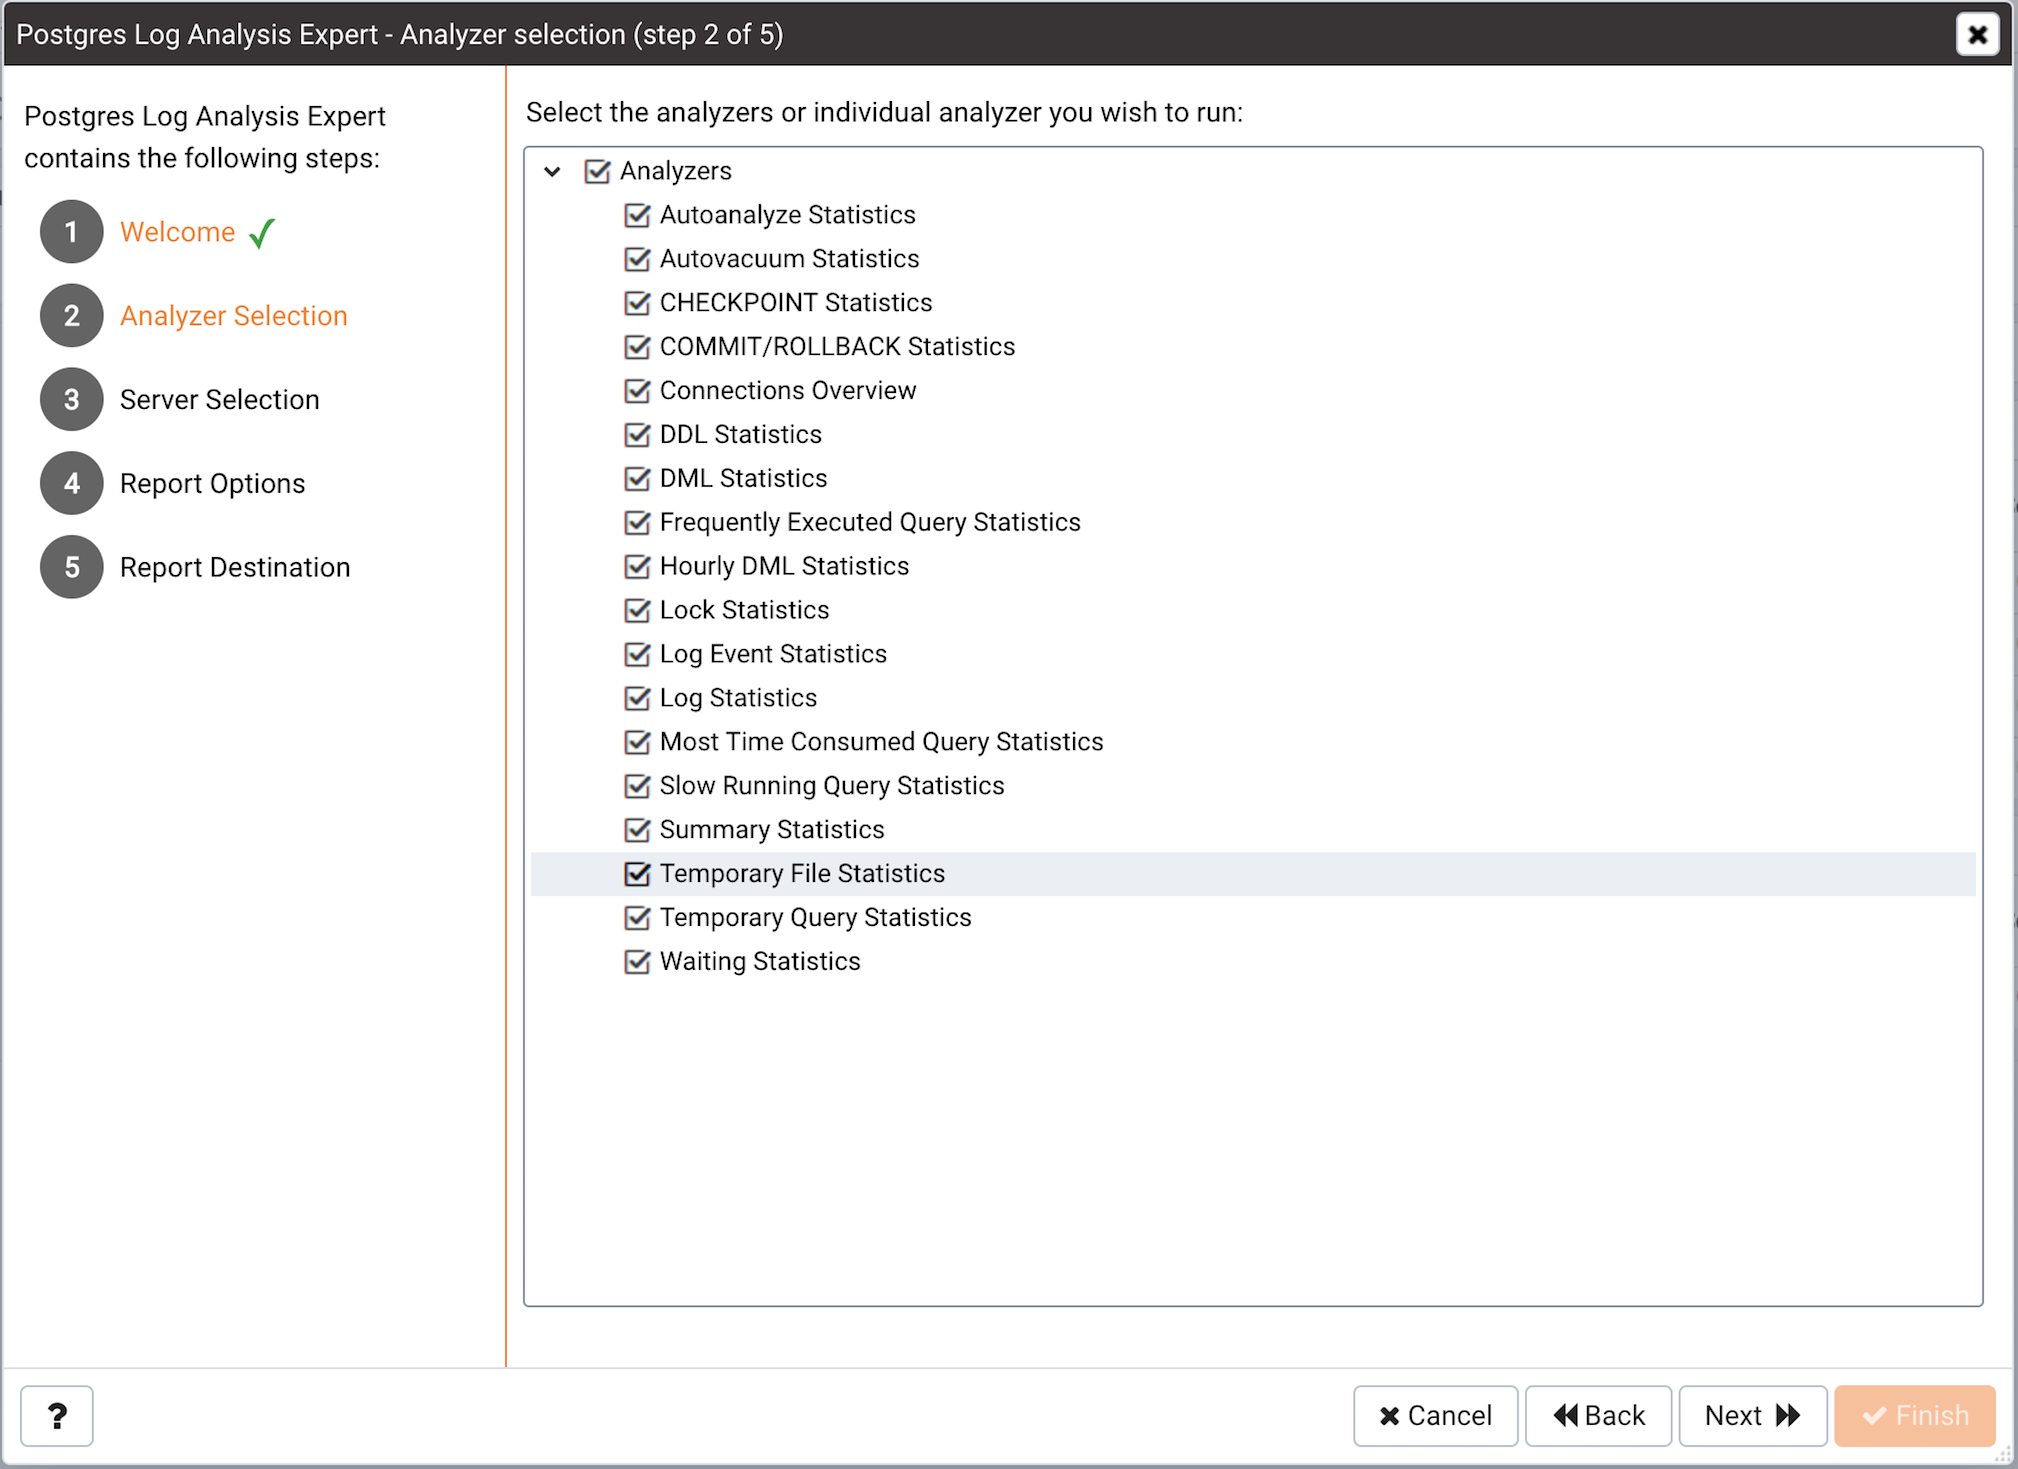 Postgres Log Analysis Expert - Analyzer selection (step 2 of 5)
Postgres Log Analysis Expert
contains the following steps:
1 Welcome
2 Analyzer Selection
3 Server Selection
4 Report Options
5 Report Destination
Select the analyzers or individual analyzer you wish to run:
Analyzers
Autoanalyze Statistics
Autovacuum Statistics
CHECKPOINT Statistics
COMMIT/ROLLBACK Statistics
Connections Overview
DDL Statistics
DML Statistics
Frequently Executed Query Statistics
Hourly DML Statistics
Lock Statistics
Log Event Statistics
Log Statistics
Most Time Consumed Query Statistics
Slow Running Query Statistics
Summary Statistics
Temporary File Statistics
Temporary Query Statistics
Waiting Statistics
? Cancel Back Next Finish